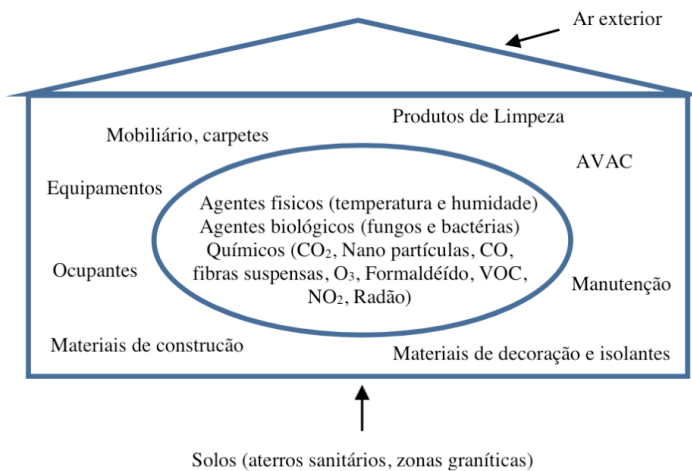 Ar exterior
Produtos de Limpeza
Mobiliário, carpetes
AVAC
Equipamentos
Agentes fisicos (temperatura e humidade)
Agentes biológicos (fungos e bactérias)
Químicos (CO₂, Nano partículas, CO,
fibras suspensas, O₃, Formaldéído, VOC,
NO₂, Radão)
Ocupantes
Manutenção
Materiais de construcão
Materiais de decoração e isolantes
Solos (aterros sanitários, zonas graníticas)